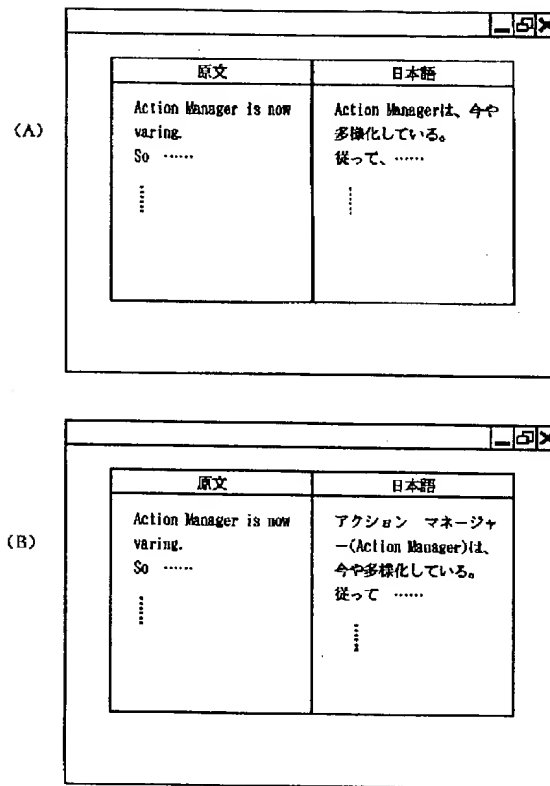 (A)
原文
日本語
Action Manager is now
varing.
So ……
Action Managerは、今や
多様化している。
従って、……
(B)
原文
日本語
Action Manager is now
varing.
So ……
アクション マネージャ
ー(Action Manager)は、
今や多様化している。
従って ……